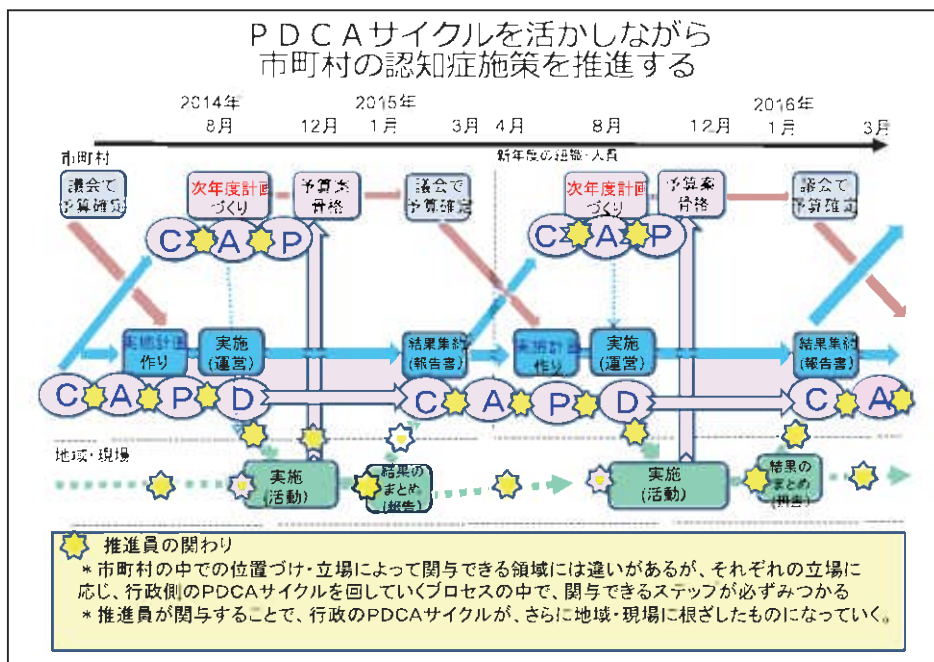 PDCAサイクルを活かしながら
市町村の認知症施策を推進する
2014年 2015年 2016年
8月 12月 1月 3月 4月 8月 12月 1月 3月
市町村
新年度の組織・人員
議会で
予算確定
次年度計画
づくり
予算案
骨格
議会で
予算確定
次年度計画
づくり
予算案
骨格
議会で
予算確定
C A P
C A P
実施計画
作り
実施
(運営)
結果集約
(報告書)
実施計画
作り
実施
(運営)
結果集約
(報告書)
C A P D C A P D C A
地域・現場
実施
(活動)
結果の
まとめ
(報告)
実施
(活動)
結果の
まとめ
(報告)
推進員の関わり
*市町村の中での位置づけ・立場によって関与できる領域には違いがあるが、それぞれの立場に
応じ、行政側のPDCAサイクルを回していくプロセスの中で、関与できるステップが必ずみつかる
*推進員が関与することで、行政のPDCAサイクルが、さらに地域・現場に根ざしたものになっていく。